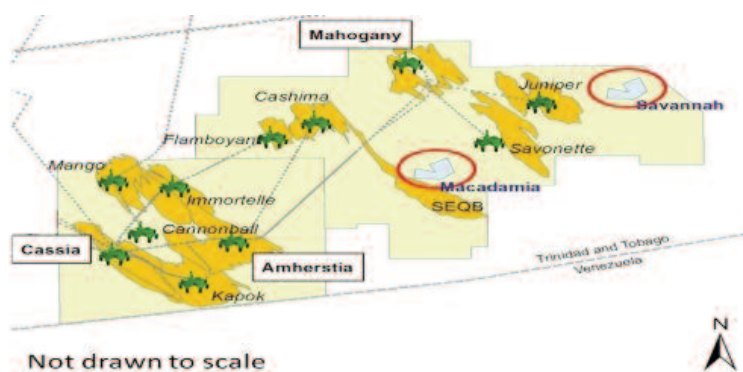 Mahogany
Juniper
Savannah
Cashima
Flamboyant
Savonette
Mango
Macadamia
Immortelle
SEQB
Cannonball
Cassia
Amherstia
Trinidad and Tobago
Venezuela
Kapok
N
Not drawn to scale